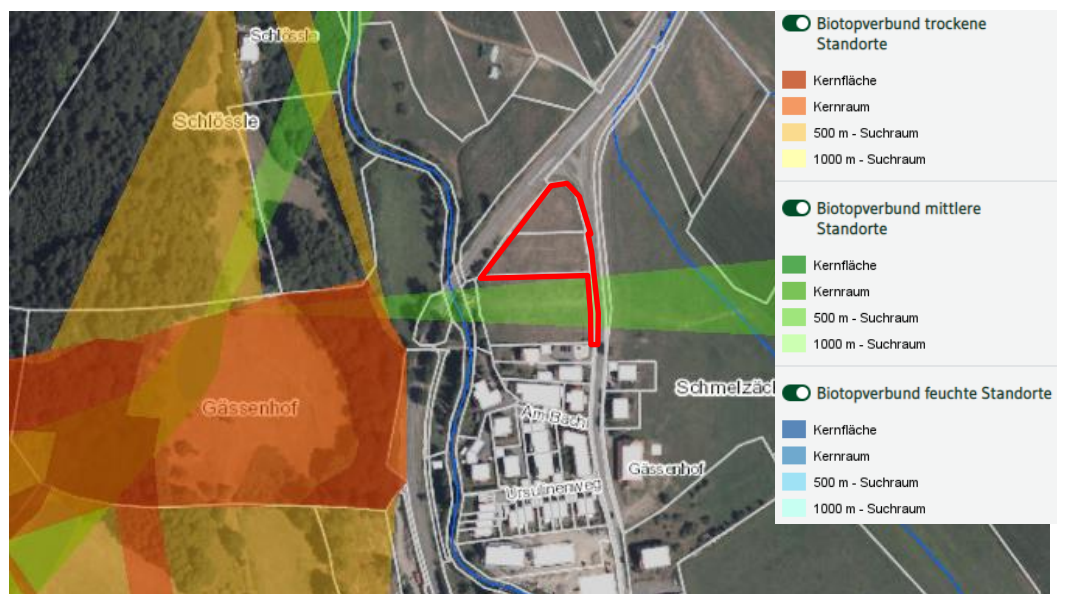 Schlössle
Schlössle
Gässenhof
Am Bach
Ursulinenweg
Gässenhof
Biotopverbund trockene
Standorte
Kernfläche
Kernraum
500 m - Suchraum
1000 m - Suchraum
Biotopverbund mittlere
Standorte
Kernfläche
Kernraum
500 m - Suchraum
1000 m - Suchraum
Biotopverbund feuchte Standorte
Kernfläche
Kernraum
500 m - Suchraum
1000 m - Suchraum